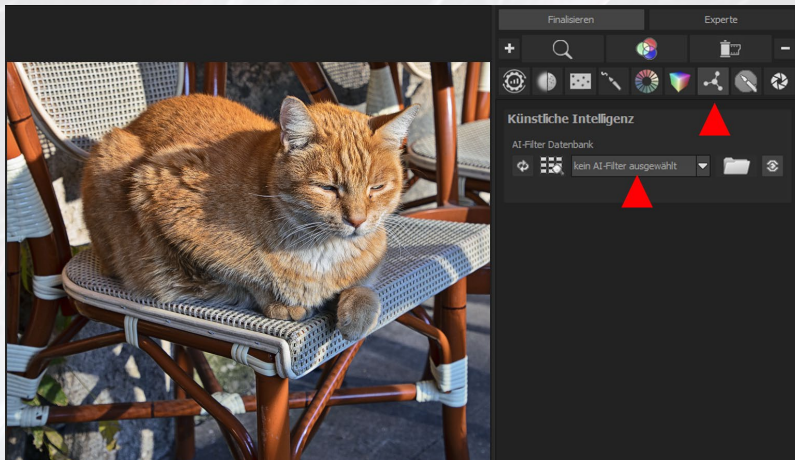 Finalisieren
Experte
Künstliche Intelligenz
AI-Filter Datenbank
kein AI-Filter ausgewählt